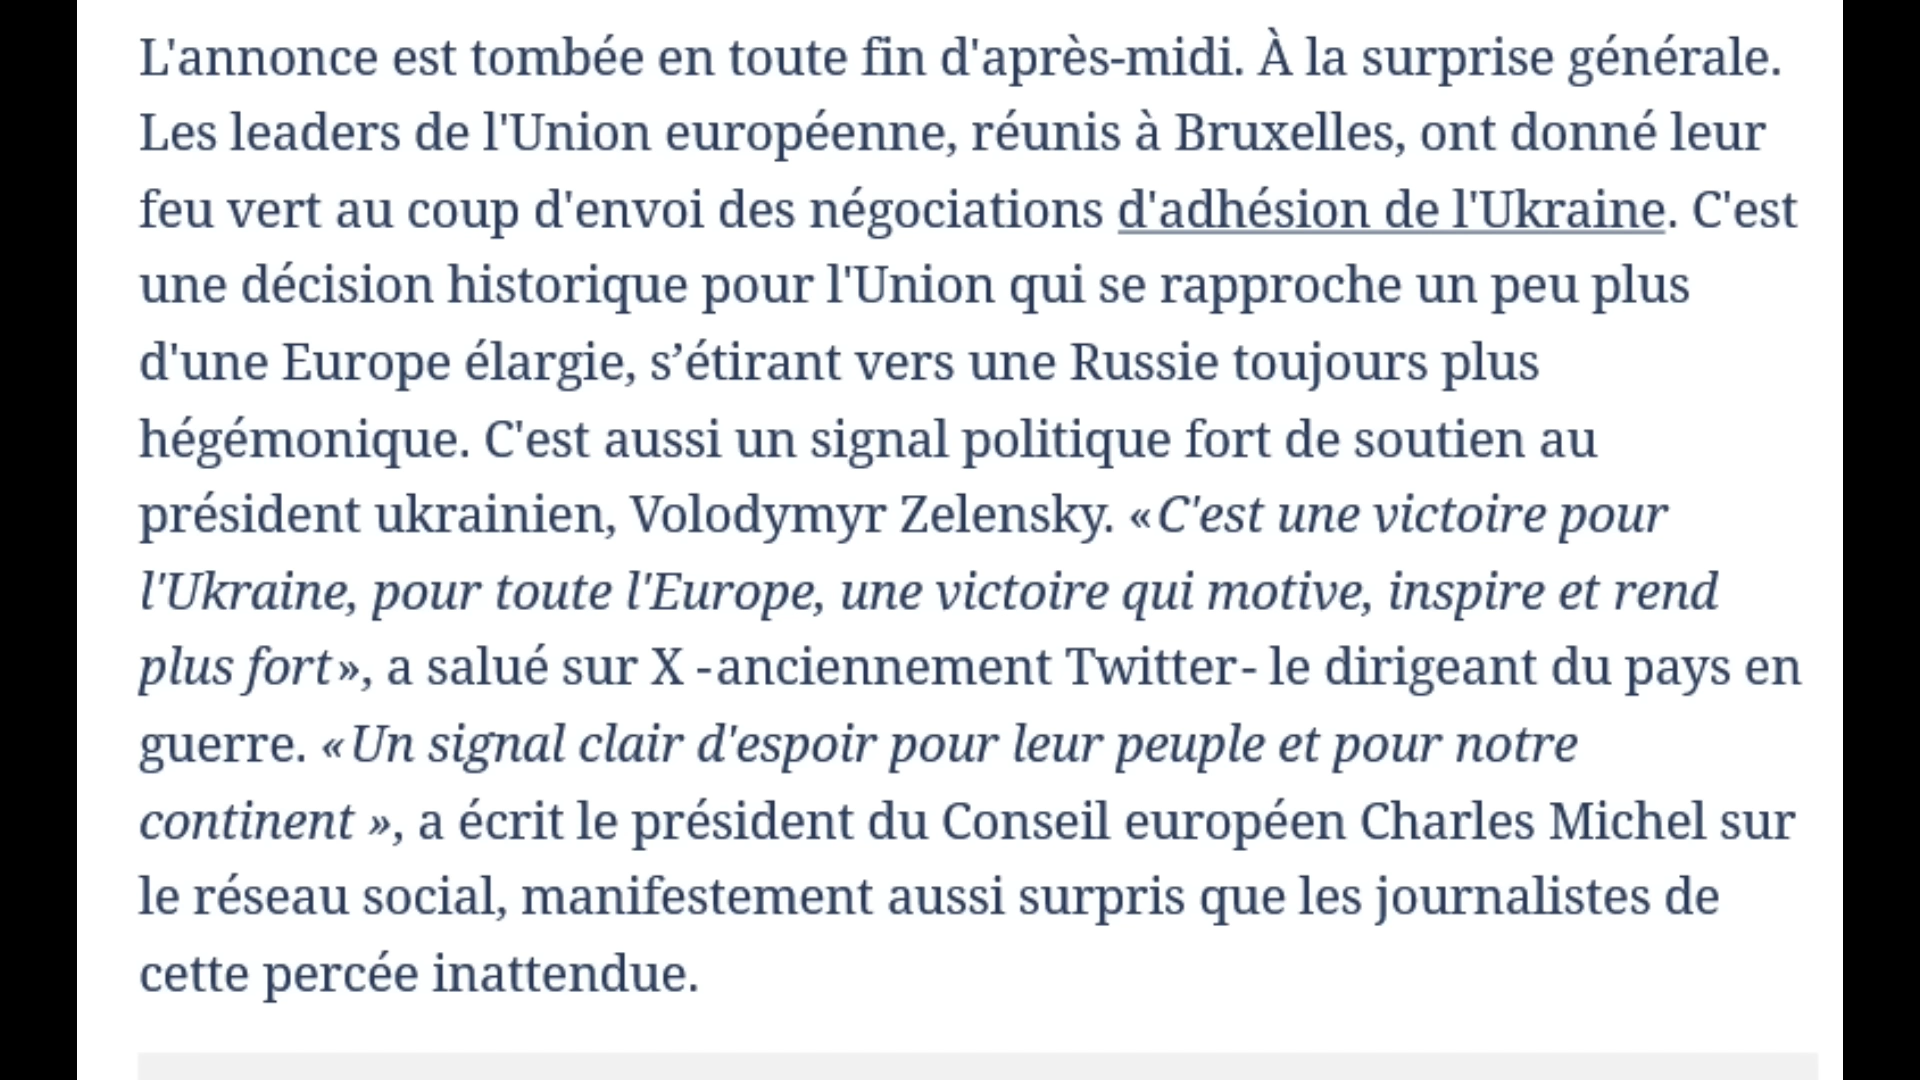 L'annonce est tombée en toute fin d'après-midi. À la surprise générale.
Les leaders de l'Union européenne, réunis à Bruxelles, ont donné leur
feu vert au coup d'envoi des négociations d'adhésion de l'Ukraine. C'est
une décision historique pour l'Union qui se rapproche un peu plus
d'une Europe élargie, s’étirant vers une Russie toujours plus
hégémonique. C'est aussi un signal politique fort de soutien au
président ukrainien, Volodymyr Zelensky. «C'est une victoire pour
l'Ukraine, pour toute l'Europe, une victoire qui motive, inspire et rend
plus fort», a salué sur X -anciennement Twitter- le dirigeant du pays en
guerre. «Un signal clair d'espoir pour leur peuple et pour notre
continent », a écrit le président du Conseil européen Charles Michel sur
le réseau social, manifestement aussi surpris que les journalistes de
cette percée inattendue.